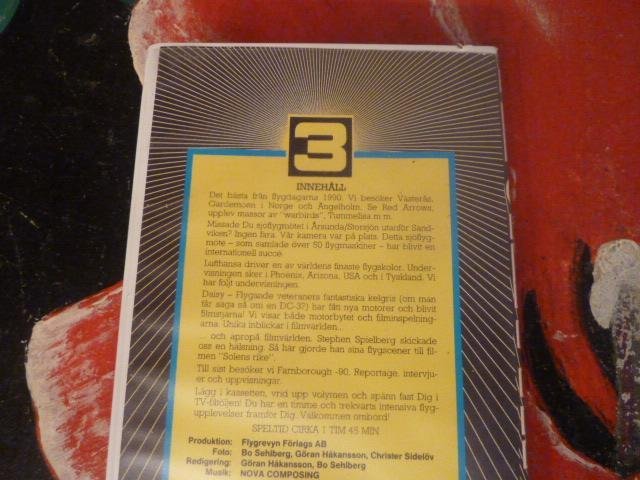 3
INNEHÅLL
Det bästa från flygdagarna 1990. Vi besöker Västerås,
Gardemoen i Norge och Ängelholm. Se Red Arrows,
upplev massor av "warbirds", Tummelisa m m.
Missade Du sjöflygmötet i Årsunda/Storsjön utanför Sand-
viken? Ingen fara. Vår kamera var på plats. Detta sjöflyg-
möte – som samlade över 50 flygmaskiner – har blivit en
internationell succé.
Lufthansa driver en av världens finaste flygskolor. Under-
visningen sker i Phoenix, Arizona, USA och i Tyskland. Vi
har följt undervisningen.
Daisy – Flygande veteraners fantastiska kelgris (om man
får säga så om en DC-3?) har fått nya motorer och blivit
filmstjärna! Vi visar både motorbytet och filminspelning-
arna. Unika inblickar i filmvärlden...
... och apropå filmvärlden. Stephen Spielberg skickade
oss en hälsning. Så här gjorde han sina flygscener till fil-
men "Solens rike".
Till sist besöker vi Farnborough -90. Reportage, intervju-
er och uppvisningar.
Lägg i kassetten, vrid upp volymen och spänn fast Dig i
TV-fåtöljen! Du har en timme och trekvarts intensiva flyg-
upplevelser framför Dig. Välkommen ombord!
SPELTID CIRKA 1 TIM 45 MIN
Produktion: Flygrevyn Förlags AB
Foto: Bo Sehlberg, Göran Håkansson, Christer Sidelöv
Redigering: Göran Håkansson, Bo Sehlberg
Musik: NOVA COMPOSING